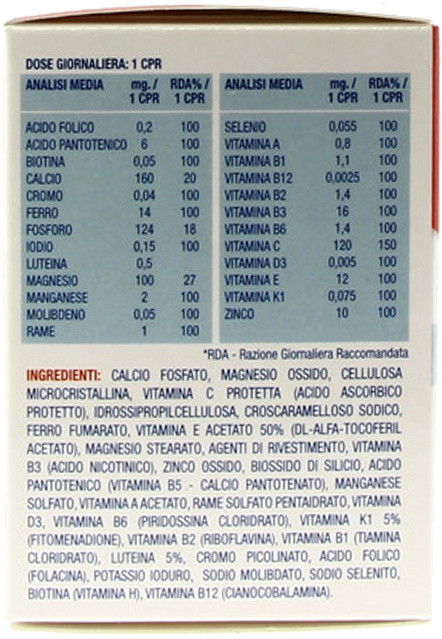 DOSE GIORNALIERA: 1 CPR
ANALISI MEDIA mg. / 1 CPR RDA% / 1 CPR
ACIDO FOLICO 0,2 100
ACIDO PANTOTENICO 6 100
BIOTINA 0,05 100
CALCIO 160 20
CROMO 0,04 100
FERRO 14 100
FOSFORO 124 18
IODIO 0,15 100
LUTEINA 0,5
MAGNESIO 100 27
MANGANESE 2 100
MOLIBDENO 0,05 100
RAME 1 100
ANALISI MEDIA mg. / 1 CPR RDA% / 1 CPR
SELENIO 0,055 100
VITAMINA A 0,8 100
VITAMINA B1 1,1 100
VITAMINA B12 0,0025 100
VITAMINA B2 1,4 100
VITAMINA B3 16 100
VITAMINA B6 1,4 100
VITAMINA C 120 150
VITAMINA D3 0,005 100
VITAMINA E 12 100
VITAMINA K1 0,075 100
ZINCO 10 100
*RDA - Razione Giornaliera Raccomandata
INGREDIENTI: CALCIO FOSFATO, MAGNESIO OSSIDO, CELLULOSA
MICROCRISTALLINA, VITAMINA C PROTETTA (ACIDO ASCORBICO
PROTETTO), IDROSSIPROPILCELLULOSA, CROSCARAMELLOSO SODICO,
FERRO FUMARATO, VITAMINA E ACETATO 50% (DL-ALFA-TOCOFERIL
ACETATO), MAGNESIO STEARATO, AGENTI DI RIVESTIMENTO, VITAMINA
B3 (ACIDO NICOTINICO), ZINCO OSSIDO, BIOSSIDO DI SILICIO, ACIDO
PANTOTENICO (VITAMINA B5 - CALCIO PANTOTENATO), MANGANESE
SOLFATO, VITAMINA A ACETATO, RAME SOLFATO PENTAIDRATO, VITAMINA
D3, VITAMINA B6 (PIRIDOSSINA CLORIDRATO), VITAMINA K1 5%
(FITOMENADIONE), VITAMINA B2 (RIBOFLAVINA), VITAMINA B1 (TIAMINA
CLORIDRATO), LUTEINA 5%, CROMO PICOLINATO, ACIDO FOLICO
(FOLACINA), POTASSIO IODURO, SODIO MOLIBDATO, SODIO SELENITO,
BIOTINA (VITAMINA H), VITAMINA B12 (CIANOCOBALAMINA).